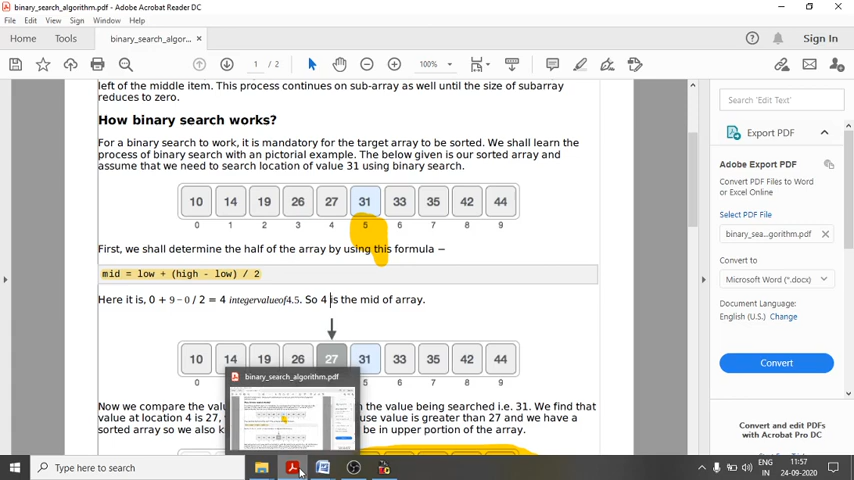 binary_search_algorithm.pdf - Adobe Acrobat Reader DC
File Edit View Sign Window Help
Home Tools binary_search_algor... × Sign In
1 / 2 100%
left of the middle item. This process continues on sub-array as well until the size of subarray
reduces to zero.
How binary search works?
For a binary search to work, it is mandatory for the target array to be sorted. We shall learn the
process of binary search with an pictorial example. The below given is our sorted array and
assume that we need to search location of value 31 using binary search.
10 14 19 26 27 31 33 35 42 44
0 1 2 3 4 5 6 7 8 9
First, we shall determine the half of the array by using this formula −
mid = low + (high - low) / 2
Here it is, 0 + 9 − 0 / 2 = 4 integervalueof4.5. So 4 is the mid of array.
10 14 19 26 27 31 33 35 42 44
0 5 6 7 8 9
binary_search_algorithm.pdf
Now we compare the valu the value being searched i.e. 31. We find that
value at location 4 is 27, use value is greater than 27 and we have a
sorted array so we also k be in upper portion of the array.
Search 'Edit Text'
Export PDF
Adobe Export PDF
Convert PDF Files to Word
or Excel Online
Select PDF File
binary_sea...gorithm.pdf ×
Convert to
Microsoft Word (*.docx)
Document Language:
English (U.S.) Change
Convert
Convert and edit PDFs
with Acrobat Pro DC
Type here to search
ENG
IN
11:57
24-09-2020